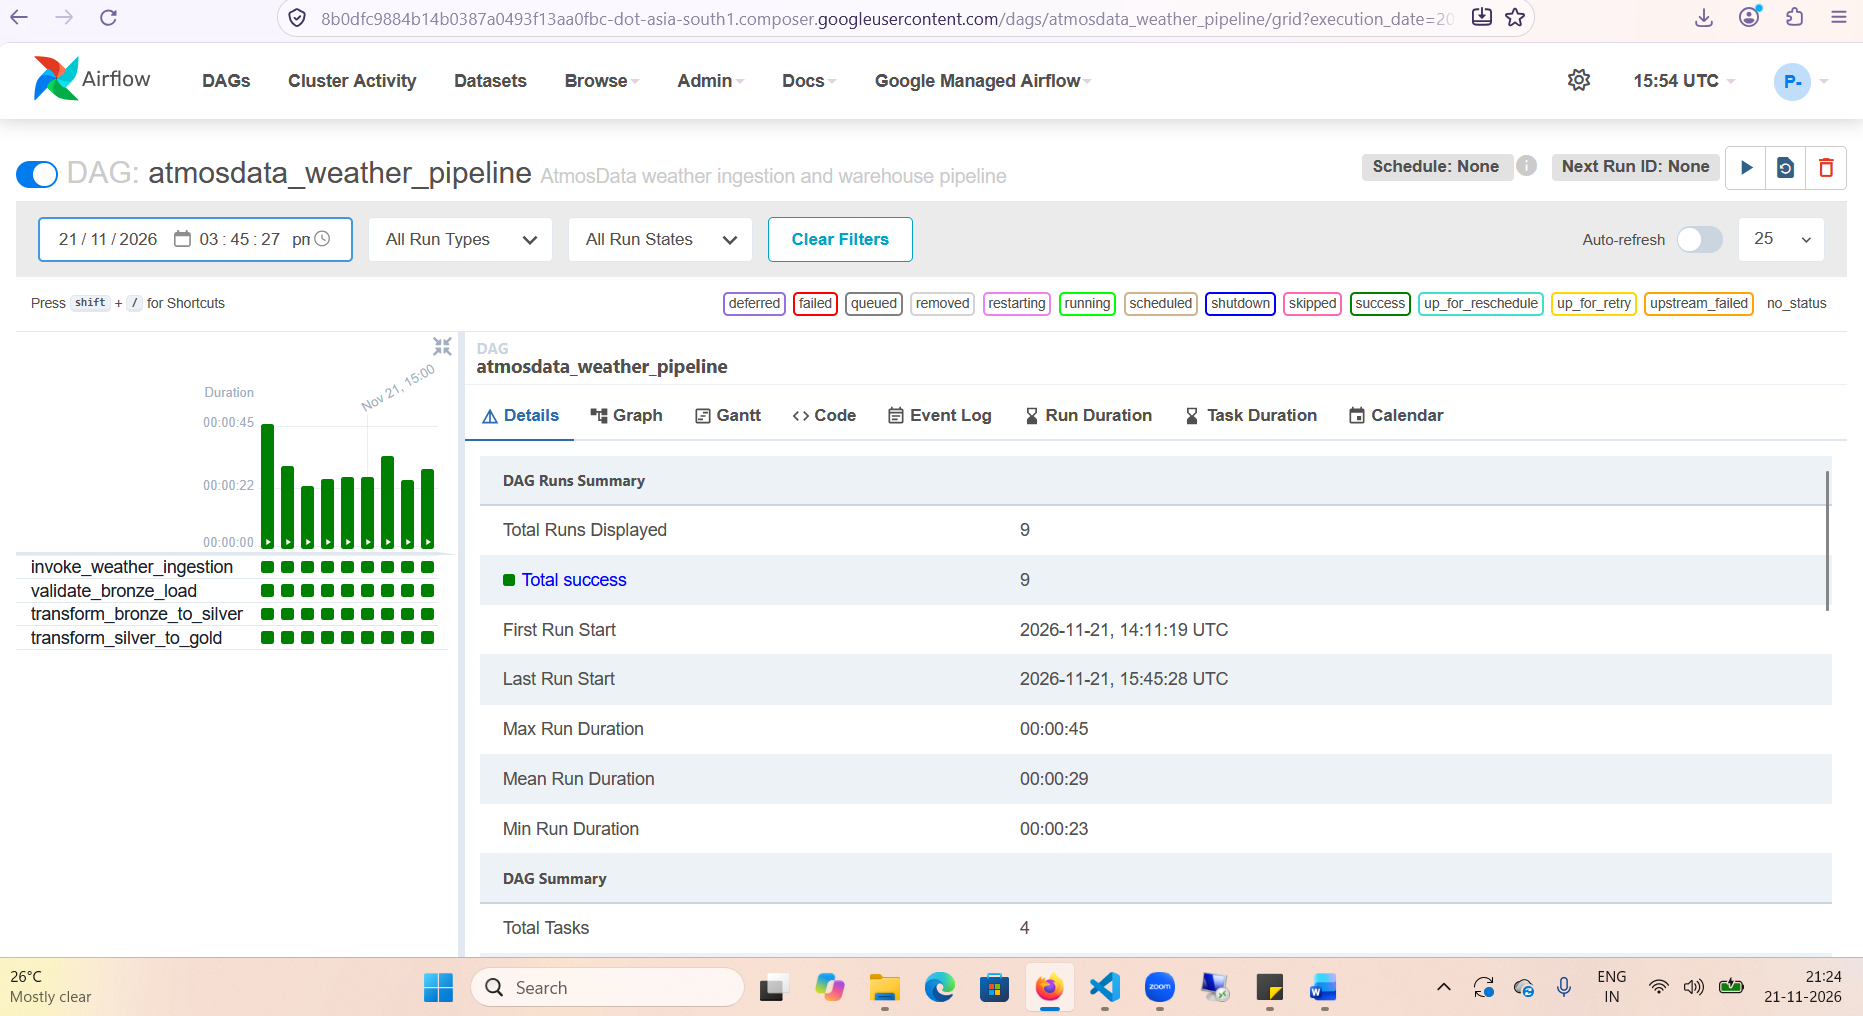 8b0dfc9884b14b0387a0493f13aa0fbc-dot-asia-south1.composer.googleusercontent.com/dags/atmosdata_weather_pipeline/grid?execution_date=20
Airflow DAGs Cluster Activity Datasets Browse Admin Docs Google Managed Airflow 15:54 UTC P-
DAG: atmosdata_weather_pipeline AtmosData weather ingestion and warehouse pipeline Schedule: None i Next Run ID: None
21 / 11 / 2026 03 : 45 : 27 pm All Run Types All Run States Clear Filters Auto-refresh 25
Press shift + / for Shortcuts deferred failed queued removed restarting running scheduled shutdown skipped success up_for_reschedule up_for_retry upstream_failed no_status
Duration
Nov 21, 15:00
00:00:45
00:00:22
00:00:00
invoke_weather_ingestion
validate_bronze_load
transform_bronze_to_silver
transform_silver_to_gold
DAG
atmosdata_weather_pipeline
Details Graph Gantt Code Event Log Run Duration Task Duration Calendar
DAG Runs Summary
Total Runs Displayed 9
Total success 9
First Run Start 2026-11-21, 14:11:19 UTC
Last Run Start 2026-11-21, 15:45:28 UTC
Max Run Duration 00:00:45
Mean Run Duration 00:00:29
Min Run Duration 00:00:23
DAG Summary
Total Tasks 4
26°C
Mostly clear
Search
zoom
ENG
IN
21:24
21-11-2026